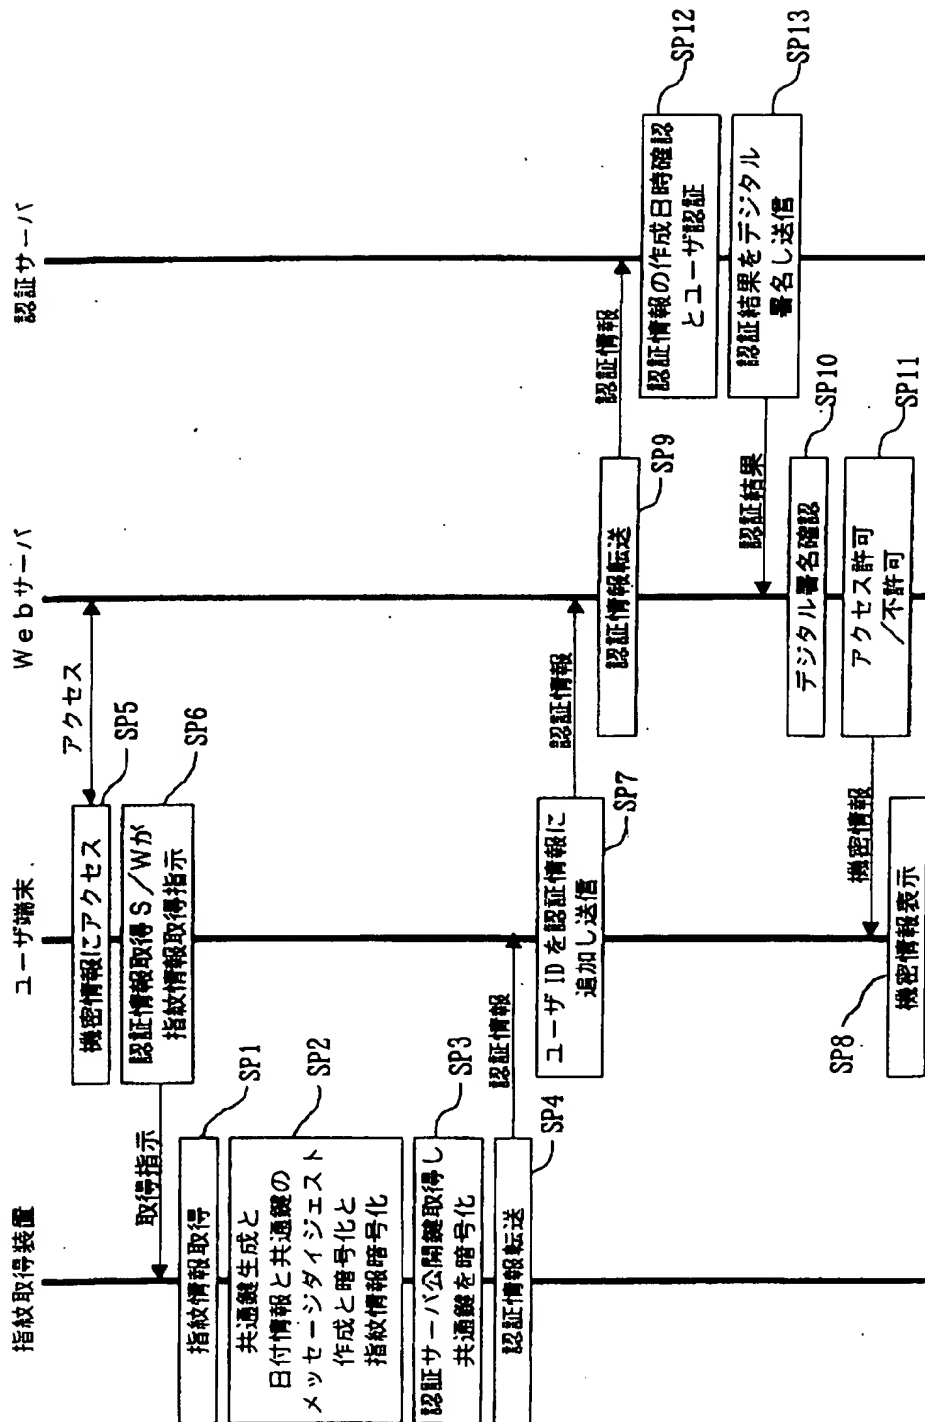 指紋取得装置
ユーザ端末
Webサーバ
認証サーバ
機密情報にアクセス
SP5
アクセス
認証情報取得S/Wが
指紋情報取得指示
SP6
取得指示
指紋情報取得
SP1
共通鍵生成と
日付情報と共通鍵の
メッセージダイジェスト
作成と暗号化と
指紋情報暗号化
SP2
認証サーバ公開鍵取得し
共通鍵を暗号化
SP3
認証情報転送
SP4
認証情報
ユーザIDを認証情報に
追加し送信
SP7
認証情報
認証情報転送
SP9
認証情報
認証情報の作成日時確認
とユーザ認証
SP12
認証結果をデジタル
署名し送信
SP13
認証結果
デジタル署名確認
SP10
アクセス許可
/不許可
SP11
機密情報
機密情報表示
SP8